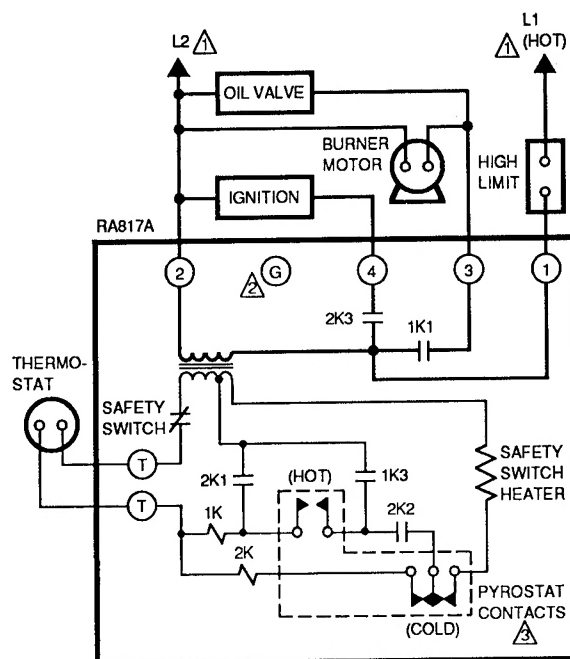 L2 1
L1
1 (HOT)
OIL VALVE
BURNER
MOTOR
HIGH
LIMIT
IGNITION
RA817A
2
2
G
4
3
1
2K3
1K1
THERMO-
STAT
SAFETY
SWITCH
T
T
2K1
(HOT)
1K3
SAFETY
SWITCH
HEATER
1K
2K2
2K
PYROSTAT
CONTACTS
3
(COLD)